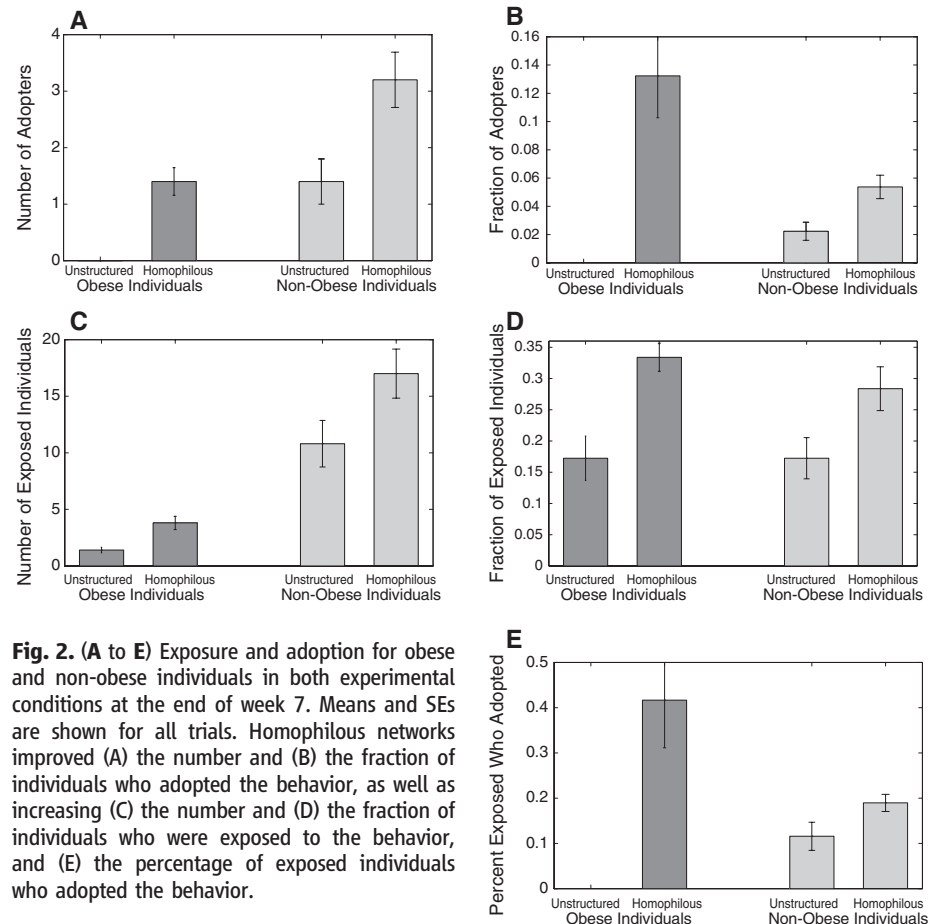 A
Number of Adopters
4
3
2
1
0
Unstructured Homophilous Unstructured Homophilous
Obese Individuals Non-Obese Individuals
B
Fraction of Adopters
0.16
0.14
0.12
0.1
0.08
0.06
0.04
0.02
0
Unstructured Homophilous Unstructured Homophilous
Obese Individuals Non-Obese Individuals
C
Number of Exposed Individuals
20
15
10
5
0
Unstructured Homophilous Unstructured Homophilous
Obese Individuals Non-Obese Individuals
D
Fraction of Exposed Individuals
0.35
0.3
0.25
0.2
0.15
0.1
0.05
0
Unstructured Homophilous Unstructured Homophilous
Obese Individuals Non-Obese Individuals
Fig. 2. (A to E) Exposure and adoption for obese
and non-obese individuals in both experimental
conditions at the end of week 7. Means and SEs
are shown for all trials. Homophilous networks
improved (A) the number and (B) the fraction of
individuals who adopted the behavior, as well as
increasing (C) the number and (D) the fraction of
individuals who were exposed to the behavior,
and (E) the percentage of exposed individuals
who adopted the behavior.
E
Percent Exposed Who Adopted
0.5
0.4
0.3
0.2
0.1
0
Unstructured Homophilous Unstructured Homophilous
Obese Individuals Non-Obese Individuals